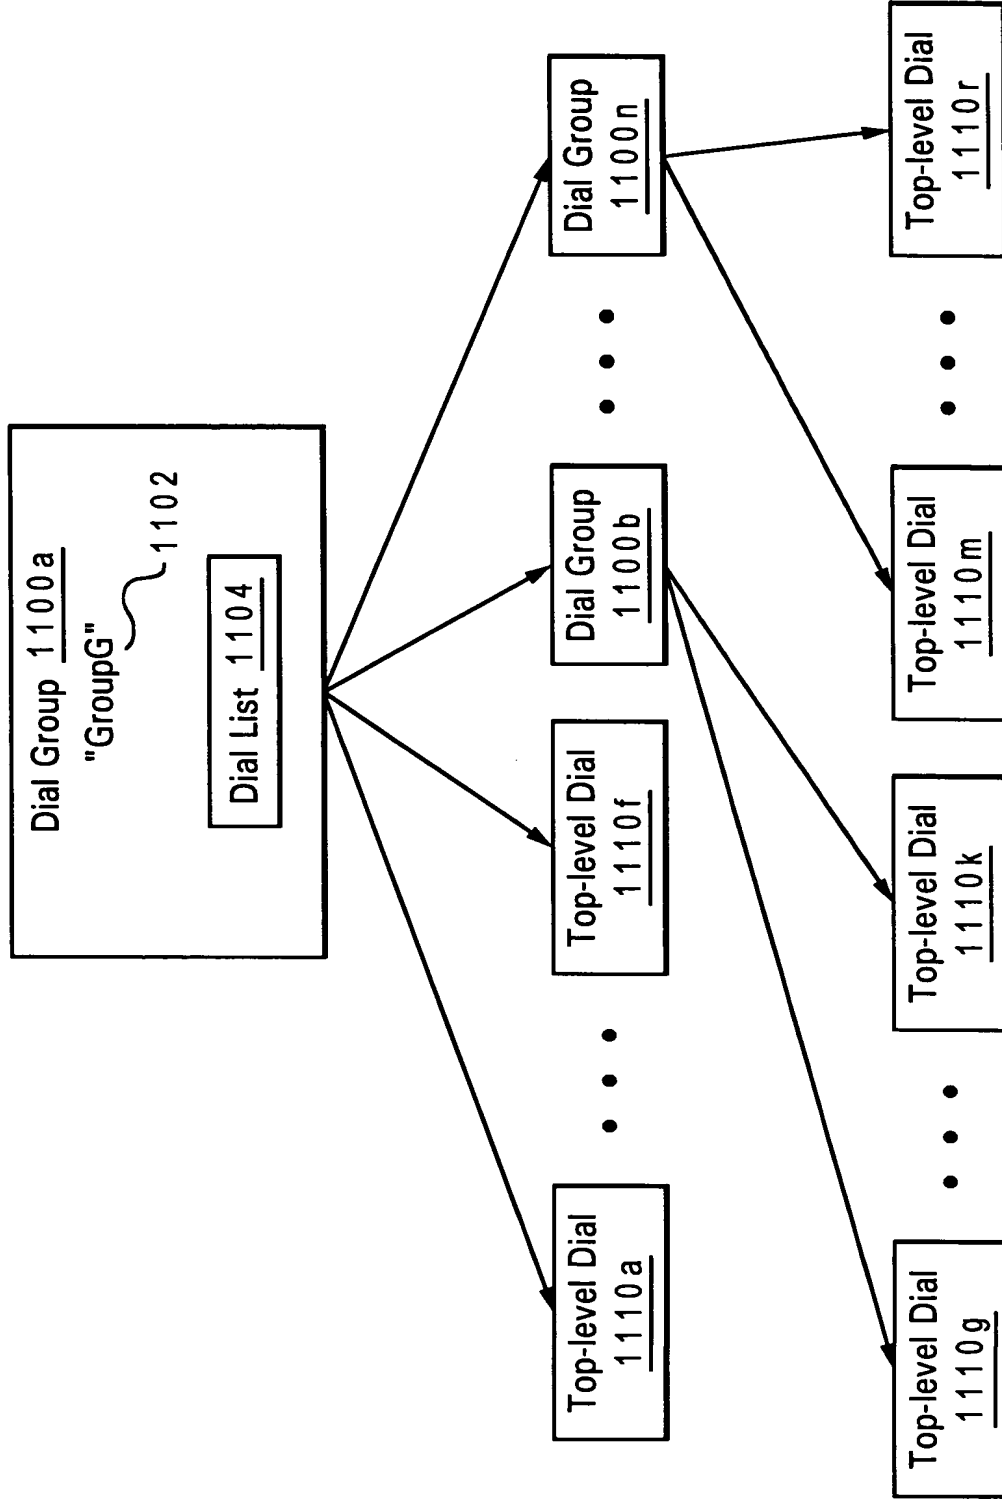 Dial Group 1100a
"GroupG"
1102
Dial List 1104
Top-level Dial
1110a
Top-level Dial
1110f
Dial Group
1100b
Dial Group
1100n
Top-level Dial
1110g
Top-level Dial
1110k
Top-level Dial
1110m
Top-level Dial
1110r